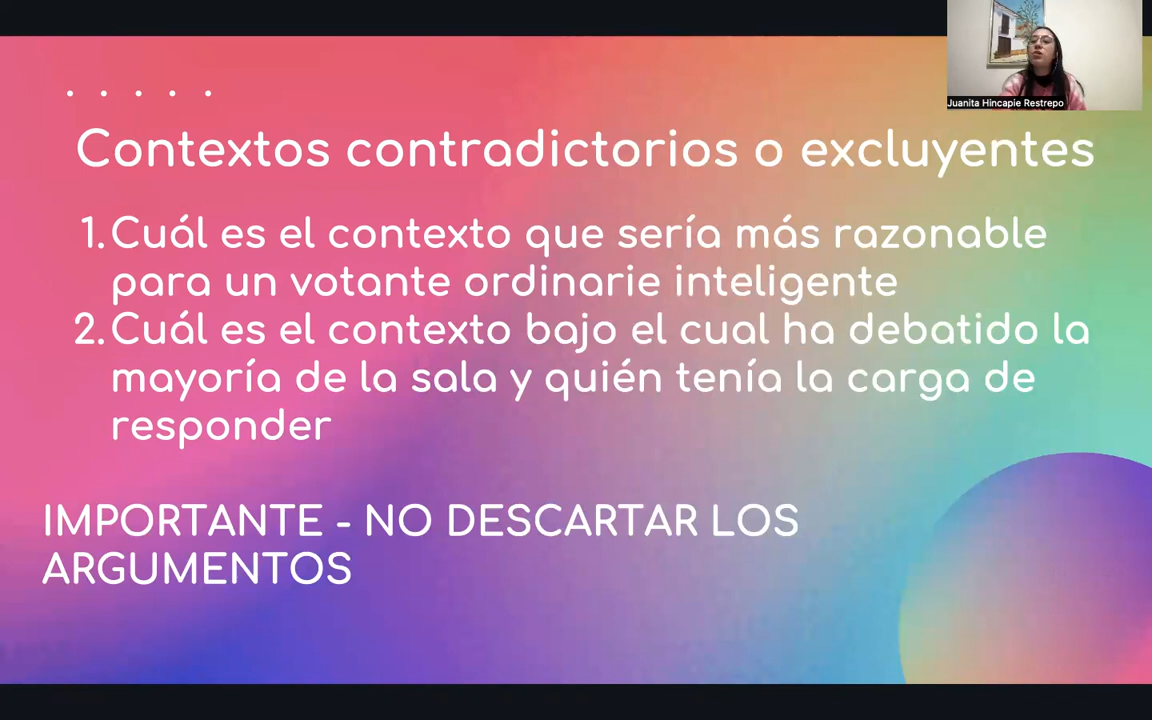 Juanita Hincapie Restrepo
Contextos contradictorios o excluyentes
1. Cuál es el contexto que sería más razonable
para un votante ordinarie inteligente
2. Cuál es el contexto bajo el cual ha debatido la
mayoría de la sala y quién tenía la carga de
responder
IMPORTANTE - NO DESCARTAR LOS
ARGUMENTOS